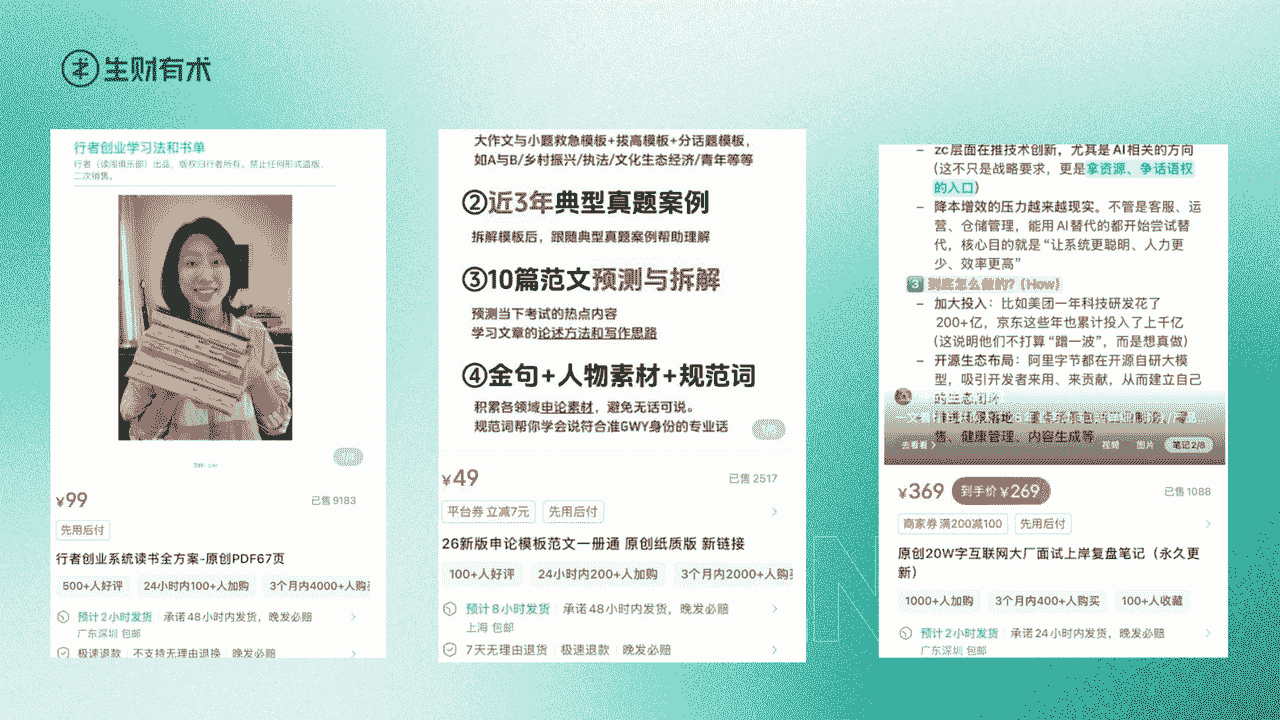 生财有术
行者创业学习法和书单
行者（读阅俱乐部）出品，版权归行者所有。禁止任何形式盗版、
二次销售。
¥99
已售 9183
先用后付
行者创业系统读书全方案-原创PDF67页
500+人好评
24小时内100+人加购
3个月内4000+人购
预计2小时发货
承诺48小时内发货，晚发必赔
广东深圳 包邮
极速退款
不支持无理由退换
晚发必赔
大作文与小题救急模板+拔高模板+分话题模板，
如A与B/乡村振兴/执法/文化生态经济/青年等等
②近3年典型真题案例
拆解模板后，跟随典型真题案例帮助理解
③10篇范文预测与拆解
预测当下考试的热点内容
学习文章的论述方法和写作思路
④金句+人物素材+规范词
积累各领域申论素材，避免无话可说。
规范词帮你学会说符合准GWY身份的专业话
¥49
已售 2517
平台券 立减7元
先用后付
26新版申论模板范文一册通 原创纸质版 新链接
100+人好评
24小时内200+人加购
3个月内2000+人购
预计8小时发货
承诺48小时内发货，晚发必赔
上海 包邮
7天无理由退货
极速退款
晚发必赔
– zc层面在推技术创新，尤其是AI相关的方向
（这不只是战略要求，更是拿资源、争话语权
的入口）
– 降本增效的压力越来越现实。不管是客服、运
营、仓储管理，能用AI替代的都开始尝试替
代，核心目的就是“让系统更聪明、人力更
少、效率更高”
3 到底怎么做的？（How）
– 加大投入：比如美团一年科技研发花了
200+亿，京东这些年也累计投入了上千亿
（这说明他们不打算“蹭一波”，而是想真做）
– 开源生态布局：阿里字节都在开源自研大模
型，吸引开发者来用、来贡献，从而建立自己
售、健康管理、内容生成等
去看看
视频
图片
笔记2/8
¥369
到手价 ¥269
已售 1088
商家券 满200减100
先用后付
原创20W字互联网大厂面试上岸复盘笔记（永久更
新）
1000+人加购
3个月内400+人购买
100+人收藏
预计2小时发货
承诺24小时内发货，晚发必赔
广东深圳 包邮